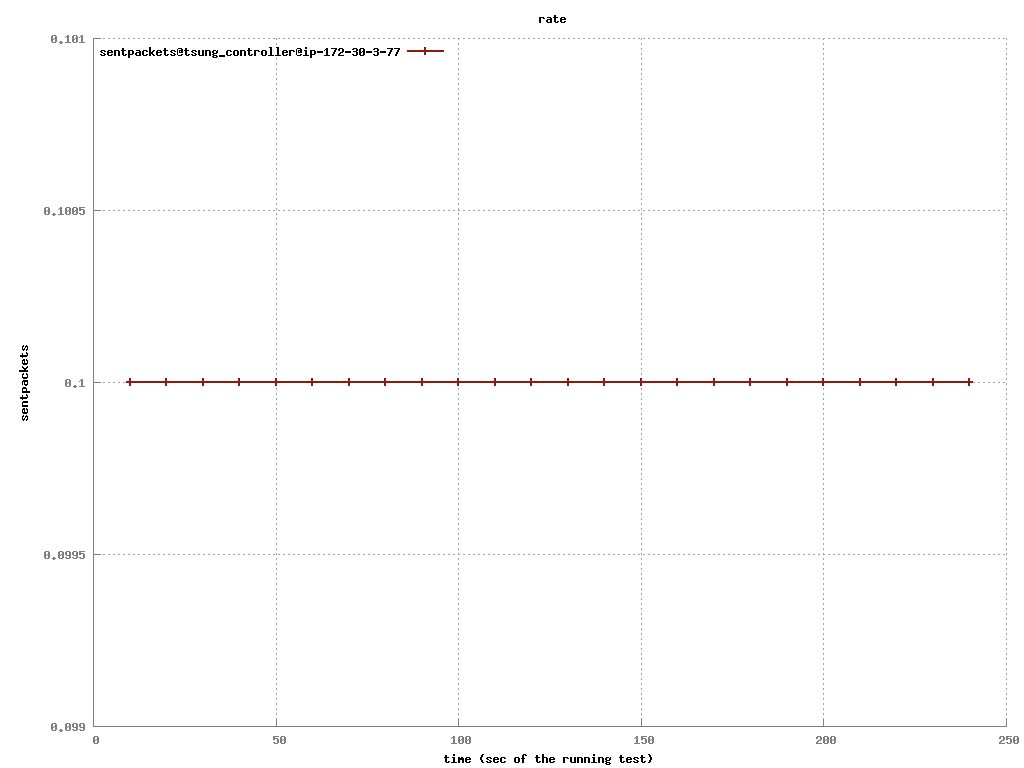 rate
0.101
sentpackets@tsung_controller@ip-172-30-3-77
0.1005
0.1
sentpackets
0.0995
0.099
0 50 100 150 200 250
time (sec of the running test)